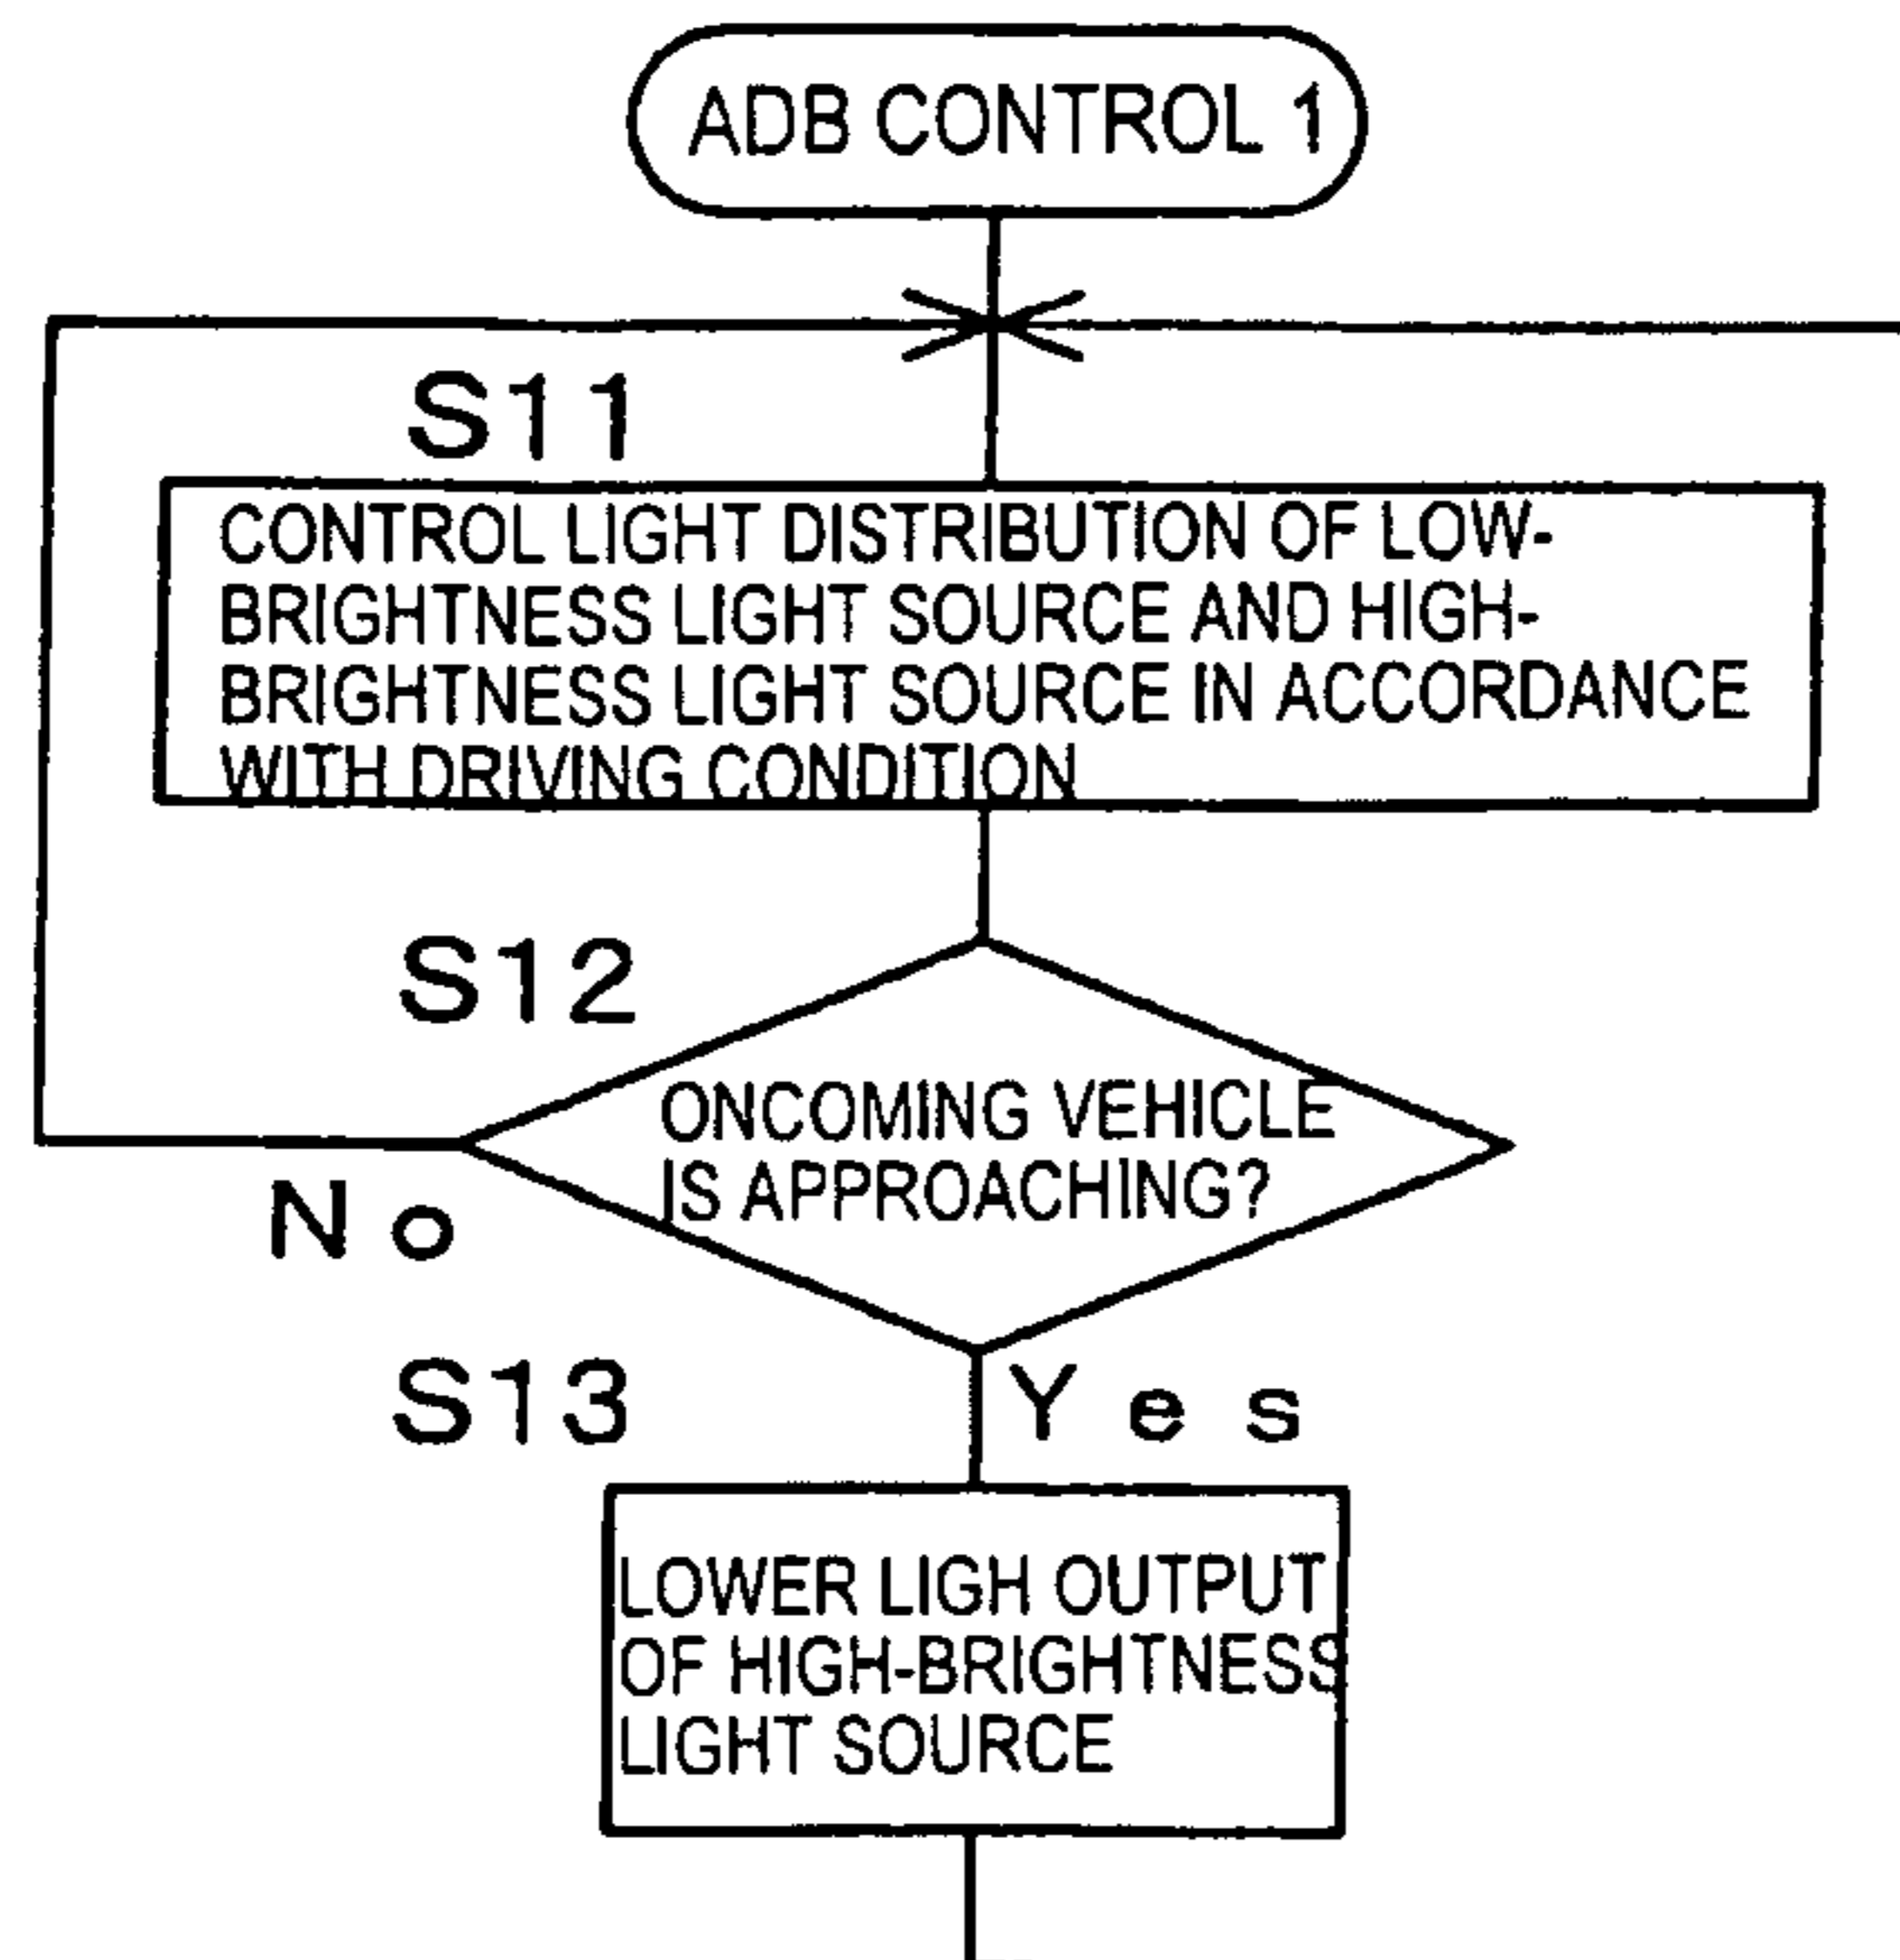 ADB CONTROL 1
S11
CONTROL LIGHT DISTRIBUTION OF LOW-
BRIGHTNESS LIGHT SOURCE AND HIGH-
BRIGHTNESS LIGHT SOURCE IN ACCORDANCE
WITH DRIVING CONDITION
S12
ONCOMING VEHICLE
IS APPROACHING?
No
S13
Yes
LOWER LIGH OUTPUT
OF HIGH-BRIGHTNESS
LIGHT SOURCE